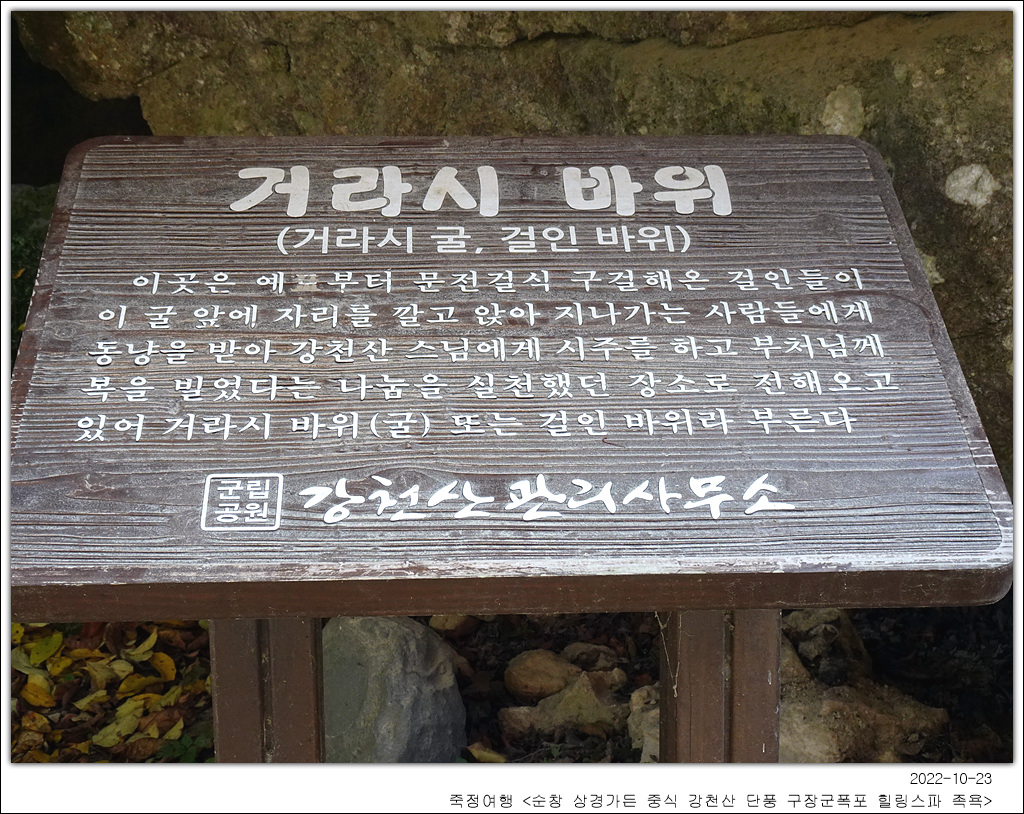 거라시 바위
(거라시 굴, 걸인 바위)
이곳은 예 부터 문전걸식 구걸해온 걸인들이
이 굴 앞에 자리를 깔고 앉아 지나가는 사람들에게
동냥을 받아 강천산 스님에게 시주를 하고 부처님께
복을 빌었다는 나눔을 실천했던 장소로 전해오고
있어 거라시 바위(굴) 또는 걸인 바위라 부른다
군립공원 강천산관리사무소
2022-10-23
죽정여행 <순창 상경가든 중식 강천산 단풍 구장군폭포 힐링스파 족욕>